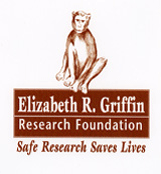 Elizabeth R. Griffin
Research Foundation
Safe Research Saves Lives